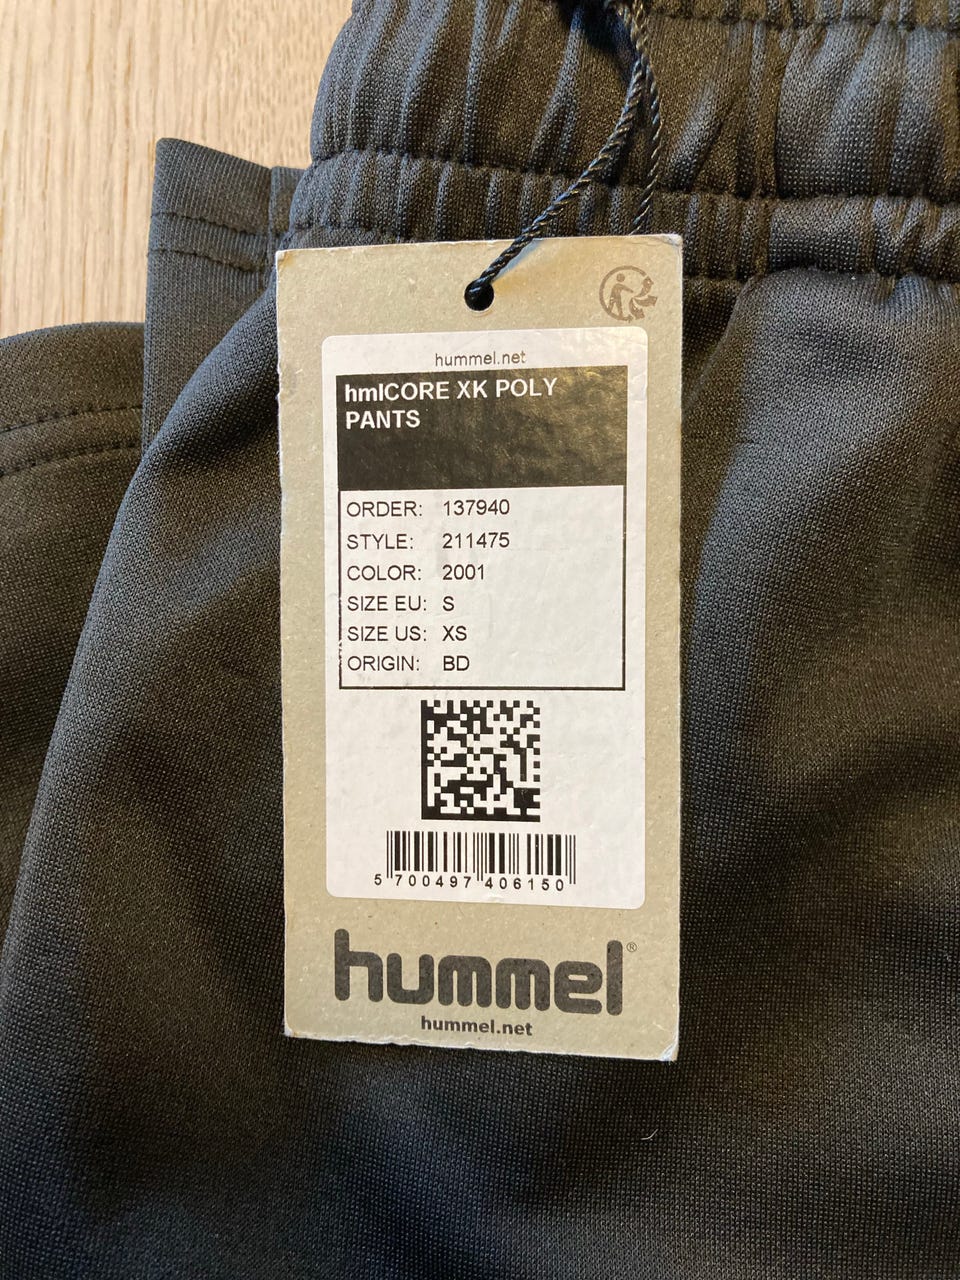 hummel.net
hmlCORE XK POLY
PANTS
ORDER: 137940
STYLE: 211475
COLOR: 2001
SIZE EU: S
SIZE US: XS
ORIGIN: BD
5 700497 406150
hummel®
hummel.net